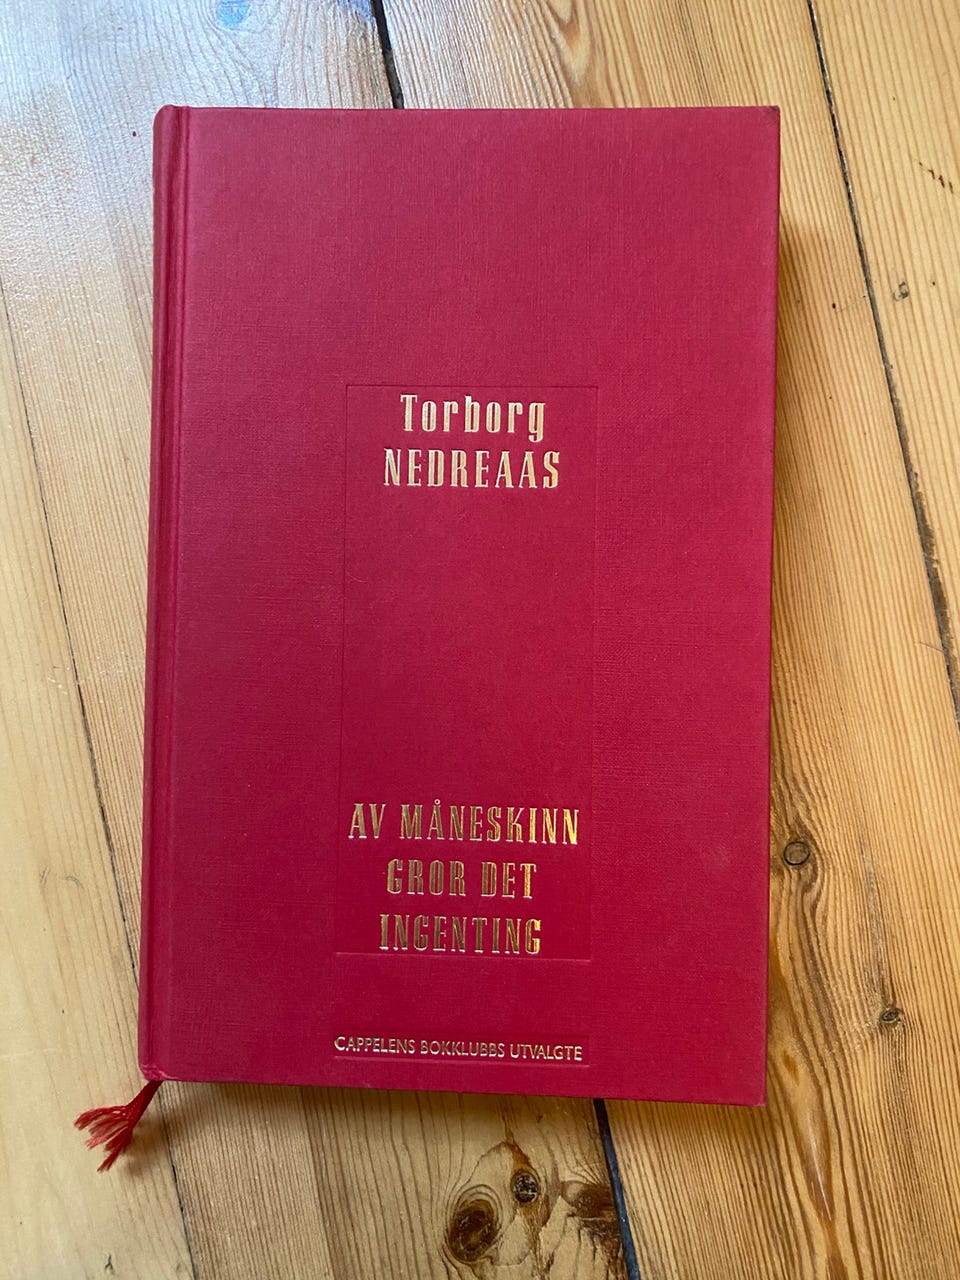 Torborg
NEDREAAS
AV MÅNESKINN
GROR DET
INGENTING
CAPPELENS BOKKLUBBS UTVALGTE